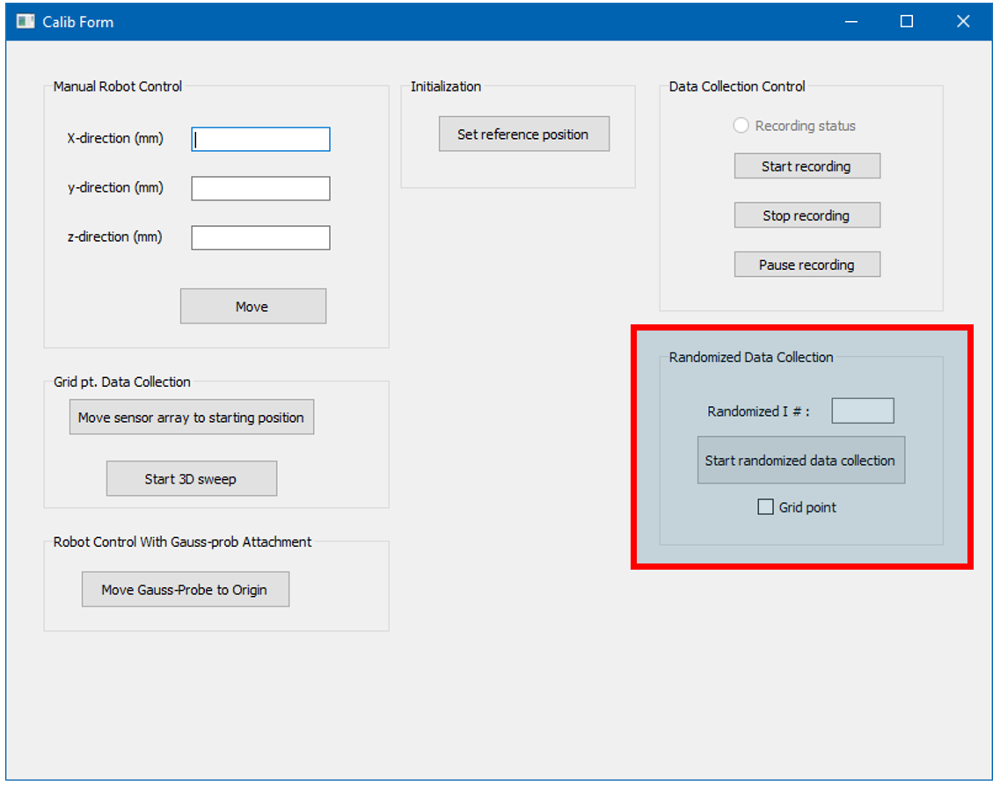 Calib Form
Manual Robot Control
X-direction (mm)
y-direction (mm)
z-direction (mm)
Move
Initialization
Set reference position
Data Collection Control
Recording status
Start recording
Stop recording
Pause recording
Grid pt. Data Collection
Move sensor array to starting position
Start 3D sweep
Randomized Data Collection
Randomized I # :
Start randomized data collection
Grid point
Robot Control With Gauss-prob Attachment
Move Gauss-Probe to Origin